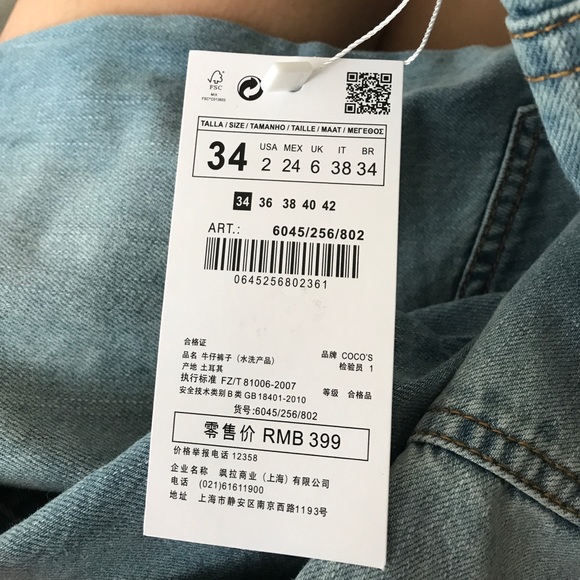 FSC
MIX
TALLA / SIZE / TAMANHO / TAILLE / MAAT / ΜΕΓΕΘΟΣ
34 USA 2 MEX 24 UK 6 IT 38 BR 34
34 36 38 40 42
ART.: 6045/256/802
0645256802361
合格证
品名 牛仔裤子（水洗产品） 品牌 COCO'S
产地 土耳其 检验员 1
执行标准 FZ/T 81006-2007 等级 合格品
安全技术类别 B 类 GB 18401-2010
货号:6045/256/802
零售价 RMB 399
价格举报电话 12358
企业名称 飒拉商业（上海）有限公司
电话 (021)61611900
地址 上海市静安区南京西路1193号